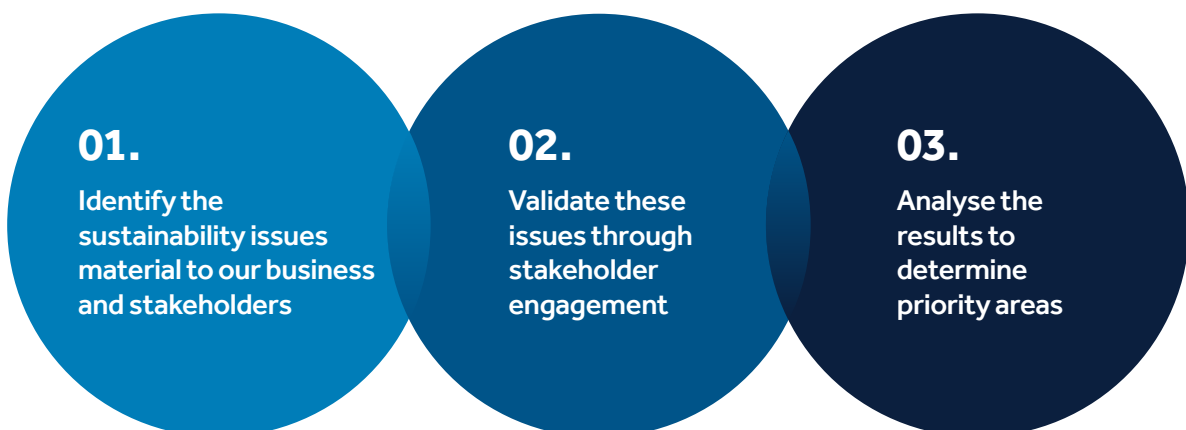 01.
Identify the
sustainability issues
material to our business
and stakeholders
02.
Validate these
issues through
stakeholder
engagement
03.
Analyse the
results to
determine
priority areas